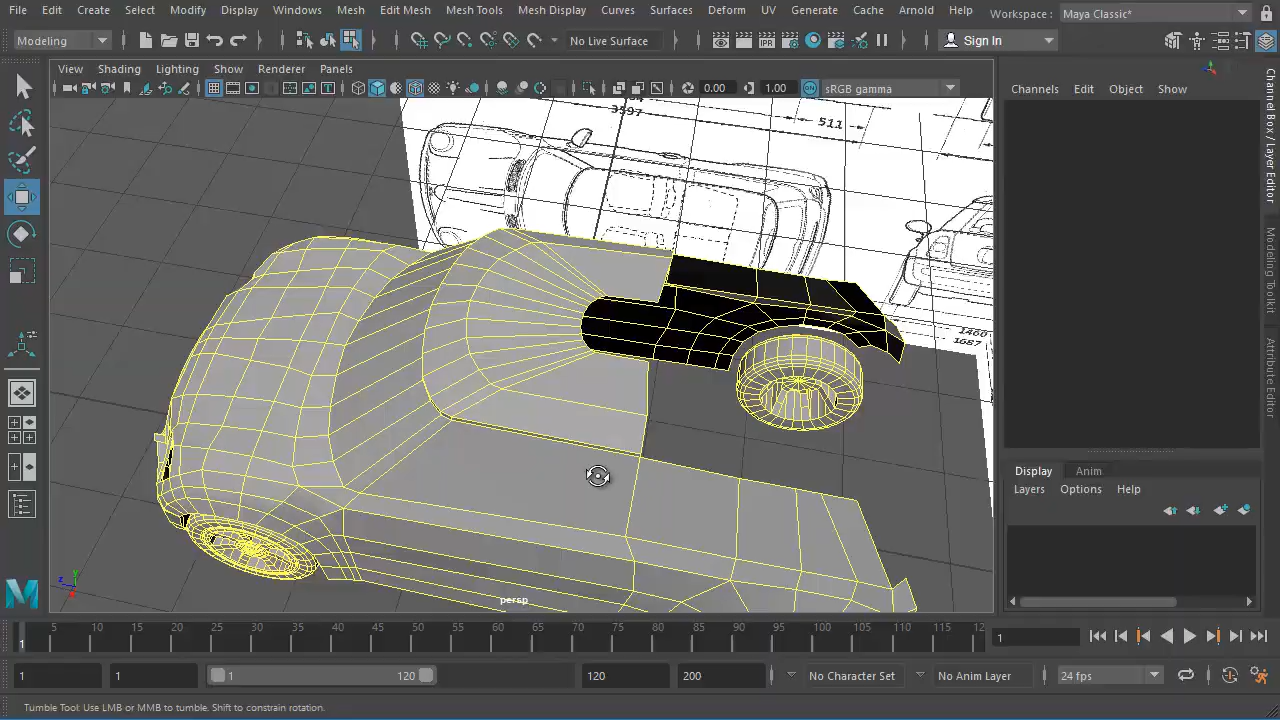 File Edit Create Select Modify Display Windows Mesh Edit Mesh Mesh Tools Mesh Display Curves Surfaces Deform UV Generate Cache Arnold Help Workspace: Maya Classic*
Modeling No Live Surface Sign In
View Shading Lighting Show Renderer Panels
0.00 1.00 sRGB gamma
Channels Edit Object Show
3597
511
1460
1687
Channel Box / Layer Editor
Modeling Toolkit
Attribute Editor
Display Anim
Layers Options Help
persp
5 10 15 20 25 30 35 40 45 50 55 60 65 70 75 80 85 90 95 100 105 110 115 12
1 1
1 1 1 120 120 200 No Character Set No Anim Layer 24 fps
Tumble Tool: Use LMB or MMB to tumble. Shift to constrain rotation.